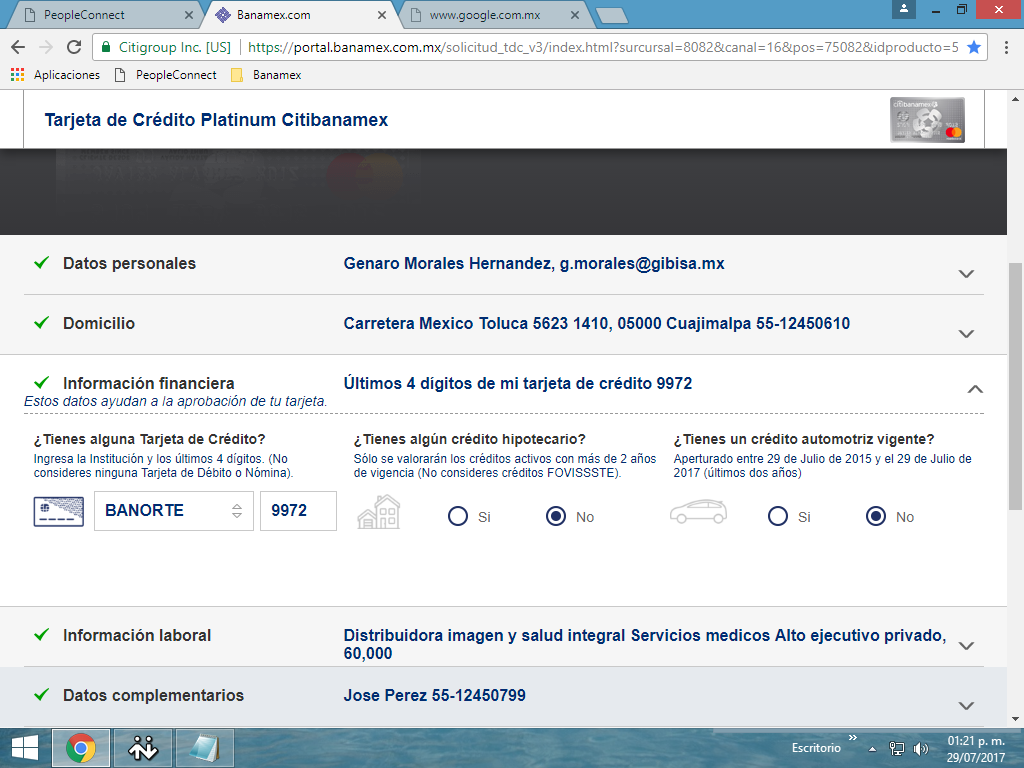 PeopleConnect
Banamex.com
www.google.com.mx
Citigroup Inc. [US]
https://portal.banamex.com.mx/solicitud_tdc_v3/index.html?sucursal=8082&canal=16&pos=75082&idproducto=5
Aplicaciones
PeopleConnect
Banamex
Tarjeta de Crédito Platinum Citibanamex
citibanamex
Datos personales
Genaro Morales Hernandez, g.morales@gibisa.mx
Domicilio
Carretera Mexico Toluca 5623 1410, 05000 Cuajimalpa 55-12450610
Información financiera
Últimos 4 dígitos de mi tarjeta de crédito 9972
Estos datos ayudan a la aprobación de tu tarjeta.
¿Tienes alguna Tarjeta de Crédito?
Ingresa la Institución y los últimos 4 dígitos. (No
consideres ninguna Tarjeta de Débito o Nómina).
BANORTE
9972
¿Tienes algún crédito hipotecario?
Sólo se valorarán los créditos activos con más de 2 años
de vigencia (No consideres créditos FOVISSSTE).
Si
No
¿Tienes un crédito automotriz vigente?
Aperturado entre 29 de Julio de 2015 y el 29 de Julio de
2017 (últimos dos años)
Si
No
Información laboral
Distribuidora imagen y salud integral Servicios medicos Alto ejecutivo privado,
60,000
Datos complementarios
Jose Perez 55-12450799
Escritorio
01:21 p. m.
29/07/2017